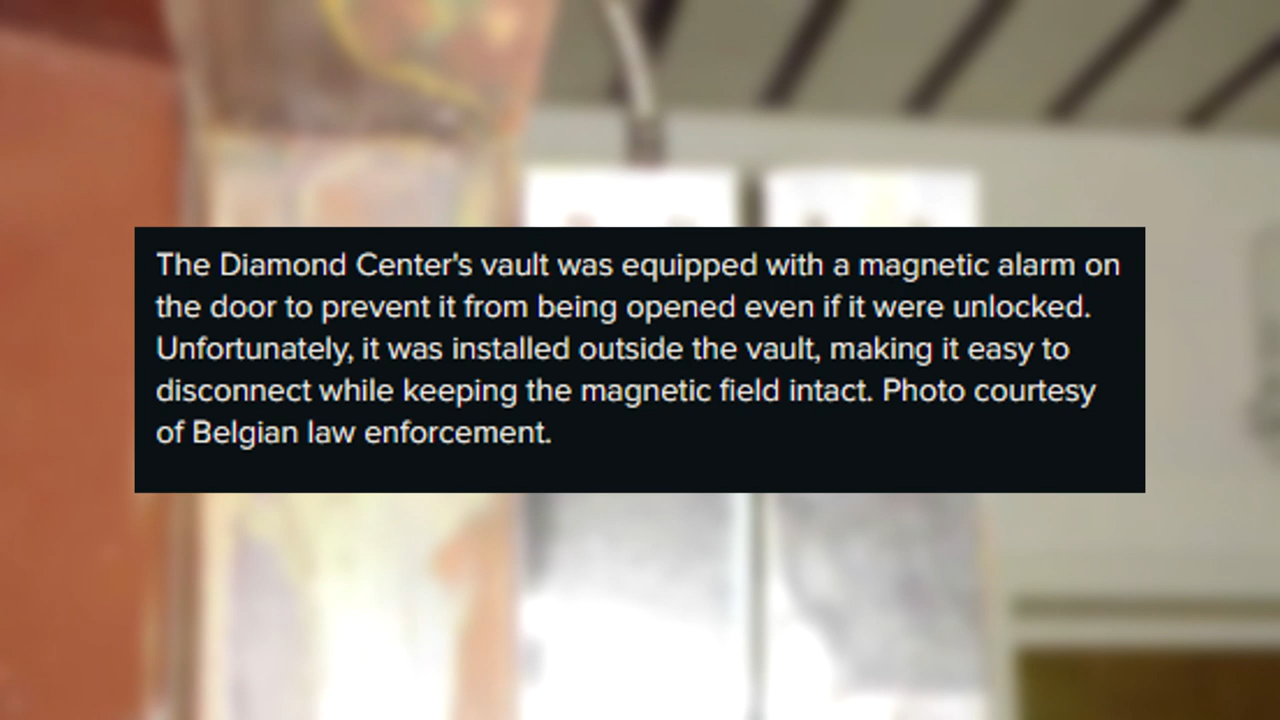 The Diamond Center's vault was equipped with a magnetic alarm on
the door to prevent it from being opened even if it were unlocked.
Unfortunately, it was installed outside the vault, making it easy to
disconnect while keeping the magnetic field intact. Photo courtesy
of Belgian law enforcement.